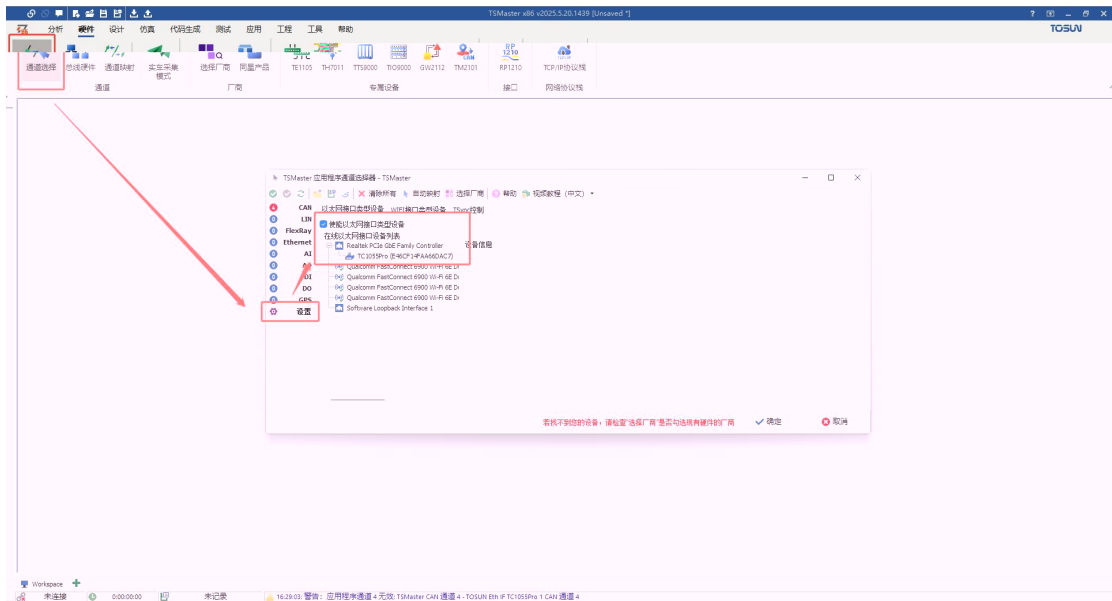 TSMaster x86 v2025.5.20.1439 [Unsaved *]
分析 硬件 设计 仿真 代码生成 测试 应用 工程 工具 帮助
TOSUN
通道选择 总线硬件 通道映射 实车采集模式 选择厂商 同星产品 TE1105 TH7011 TTS9000 TIO9000 GW2112 TM2101 RP1210 TCP/IP协议栈
通道 厂商 专属设备 接口 网络协议栈
TSMaster 应用程序通道选择器 - TSMaster
清除所有 自动映射 选择厂商 帮助 视频教程 (中文)
CAN 以太网接口类型设备 WIFI接口类型设备 TSync控制
LIN 使能以太网接口类型设备
FlexRay 在线以太网接口设备列表
Ethernet Realtek PCIe GbE Family Controller 设备信息
AI TC1055Pro (E46CF14FAA66DAC7)
Qualcomm FastConnect 6900 Wi-Fi 6E D
DI Qualcomm FastConnect 6900 Wi-Fi 6E D
DO Qualcomm FastConnect 6900 Wi-Fi 6E D
GPS Qualcomm FastConnect 6900 Wi-Fi 6E D
设置 Software Loopback Interface 1
若找不到您的设备，请检查"选择厂商"是否勾选现有硬件的厂商 确定 取消
Workspace
未连接 0:00:00:00 未记录 16:29:03: 警告: 应用程序通道 4 无效: TSMaster CAN 通道 4 - TOSUN Eth IF TC1055Pro 1 CAN 通道 4